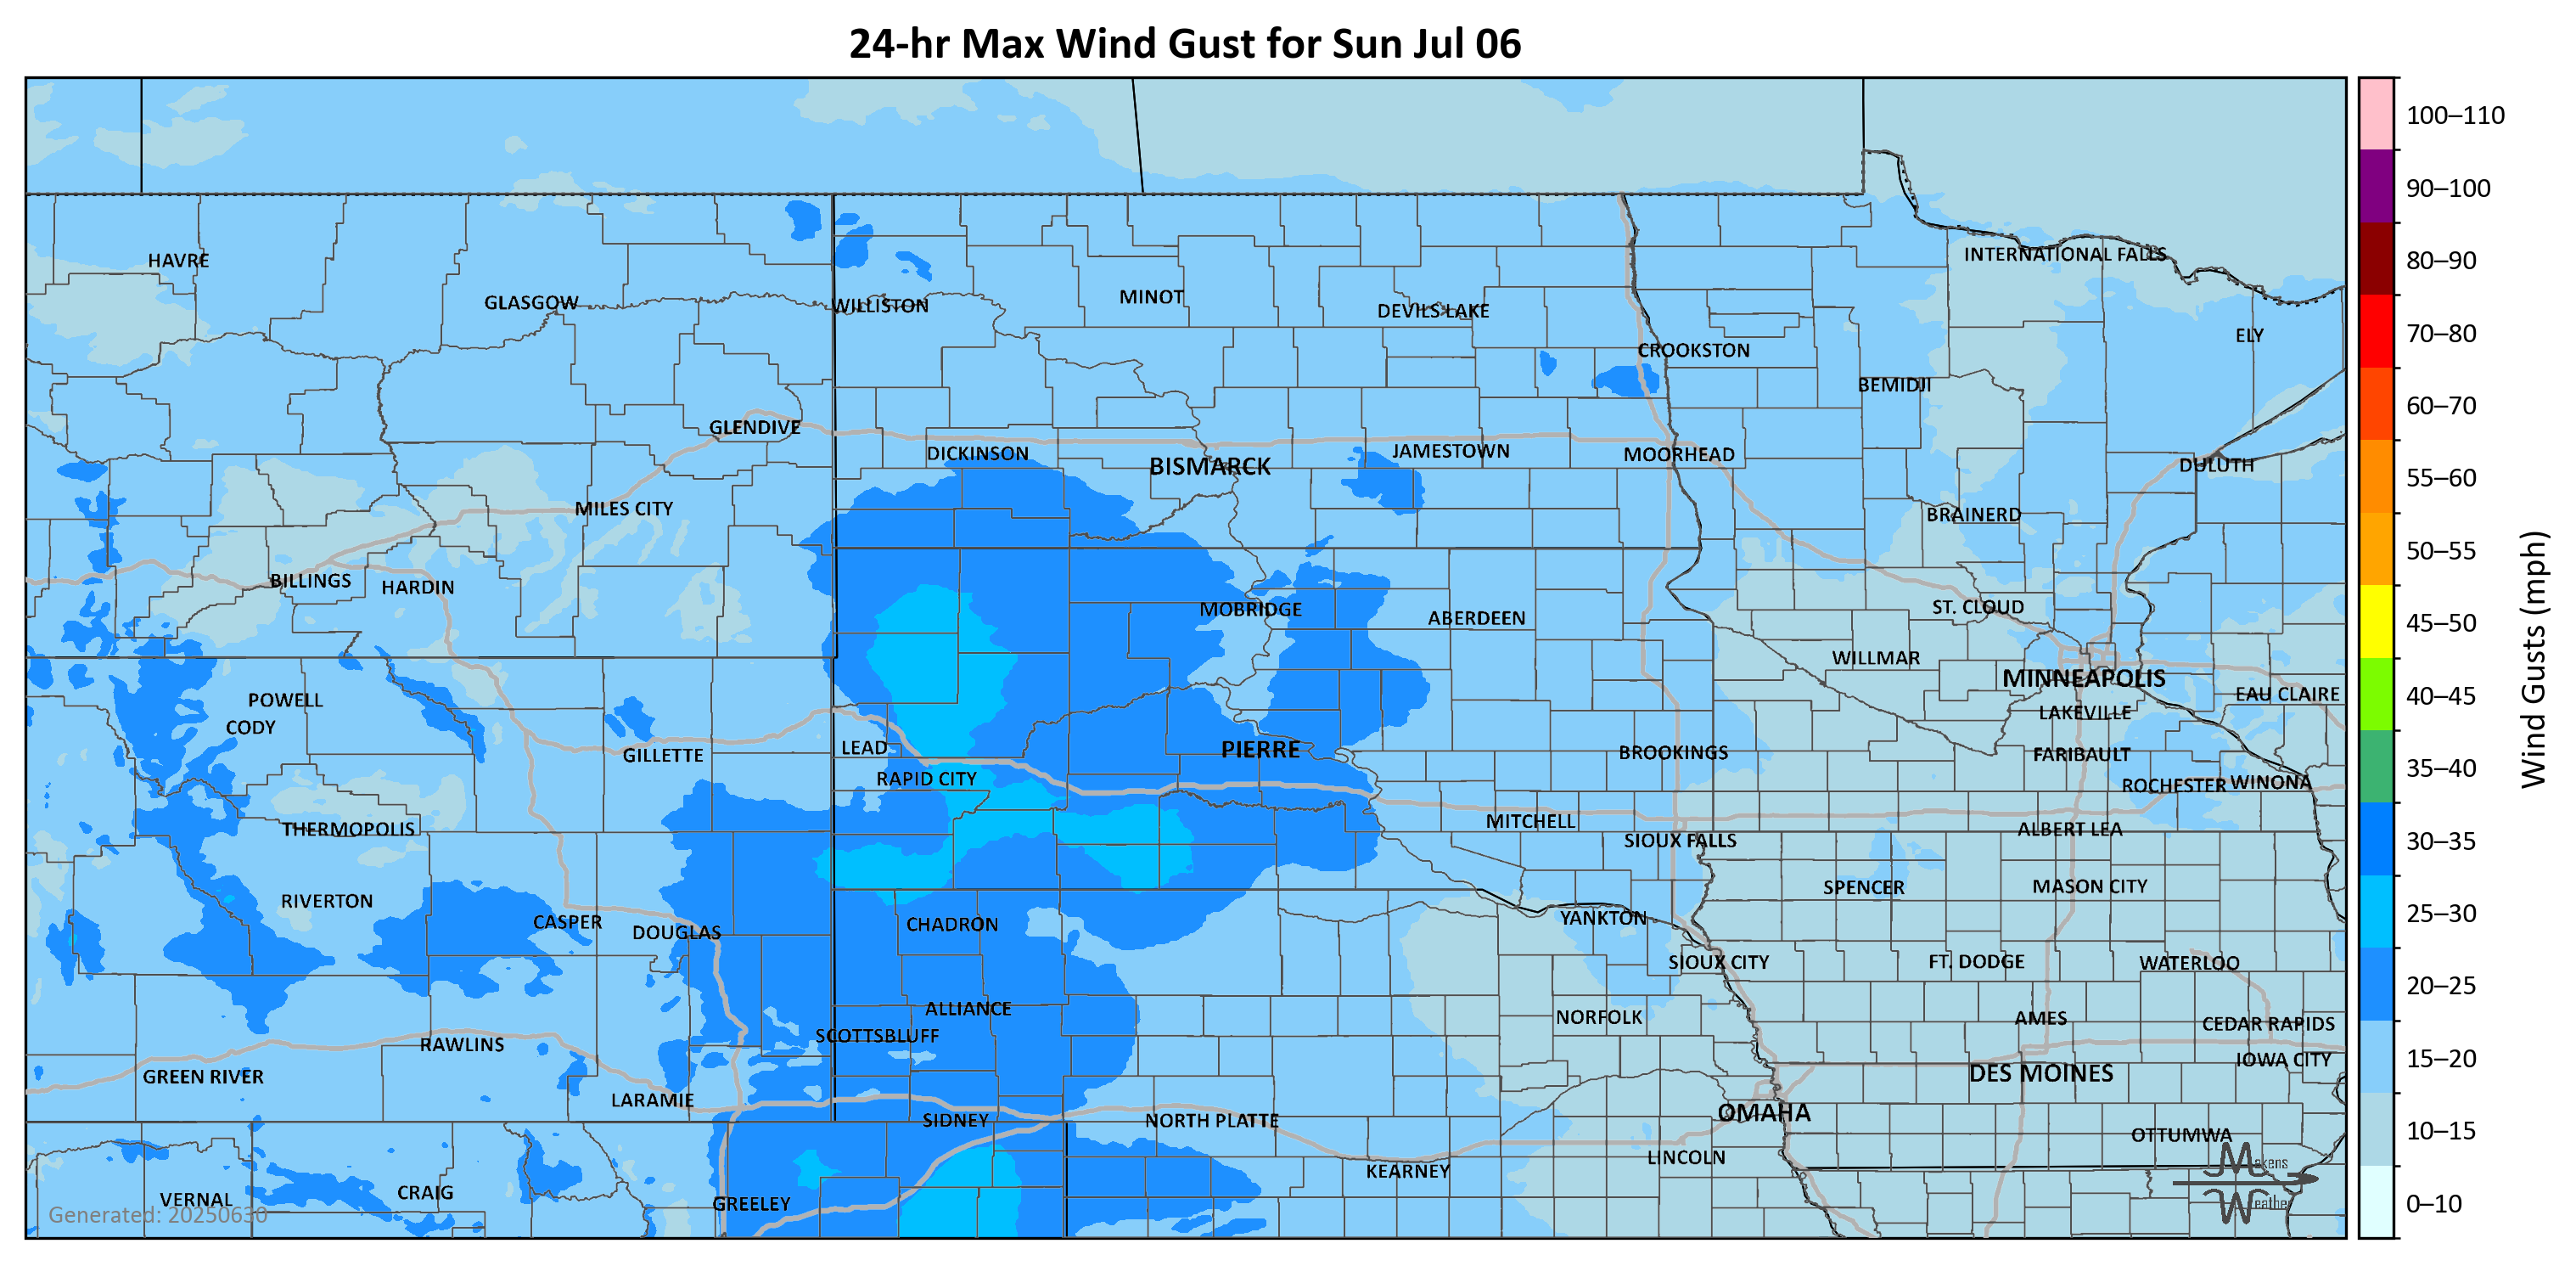 24-hr Max Wind Gust for Sun Jul 06
100–110
90–100
80–90
70–80
60–70
55–60
50–55
45–50
40–45
35–40
30–35
25–30
20–25
15–20
10–15
0–10
Wind Gusts (mph)
HAVRE
GLASGOW
WILLISTON
MINOT
DEVILS LAKE
INTERNATIONAL FALLS
ELY
CROOKSTON
BEMIDJI
GLENDIVE
DICKINSON
BISMARCK
JAMESTOWN
MOORHEAD
DULUTH
MILES CITY
BRAINERD
BILLINGS
HARDIN
MOBRIDGE
ABERDEEN
ST. CLOUD
WILLMAR
MINNEAPOLIS
EAU CLAIRE
POWELL
CODY
LAKEVILLE
GILLETTE
LEAD
PIERRE
BROOKINGS
FARIBAULT
RAPID CITY
ROCHESTER
WINONA
THERMOPOLIS
MITCHELL
SIOUX FALLS
ALBERT LEA
RIVERTON
SPENCER
MASON CITY
CASPER
DOUGLAS
CHADRON
YANKTON
SIOUX CITY
FT. DODGE
WATERLOO
ALLIANCE
NORFOLK
AMES
CEDAR RAPIDS
SCOTTSBLUFF
RAWLINS
IOWA CITY
GREEN RIVER
DES MOINES
LARAMIE
SIDNEY
NORTH PLATTE
OMAHA
OTTUMWA
LINCOLN
KEARNEY
VERNAL
CRAIG
GREELEY
Generated: 20250630
Makens
Weather